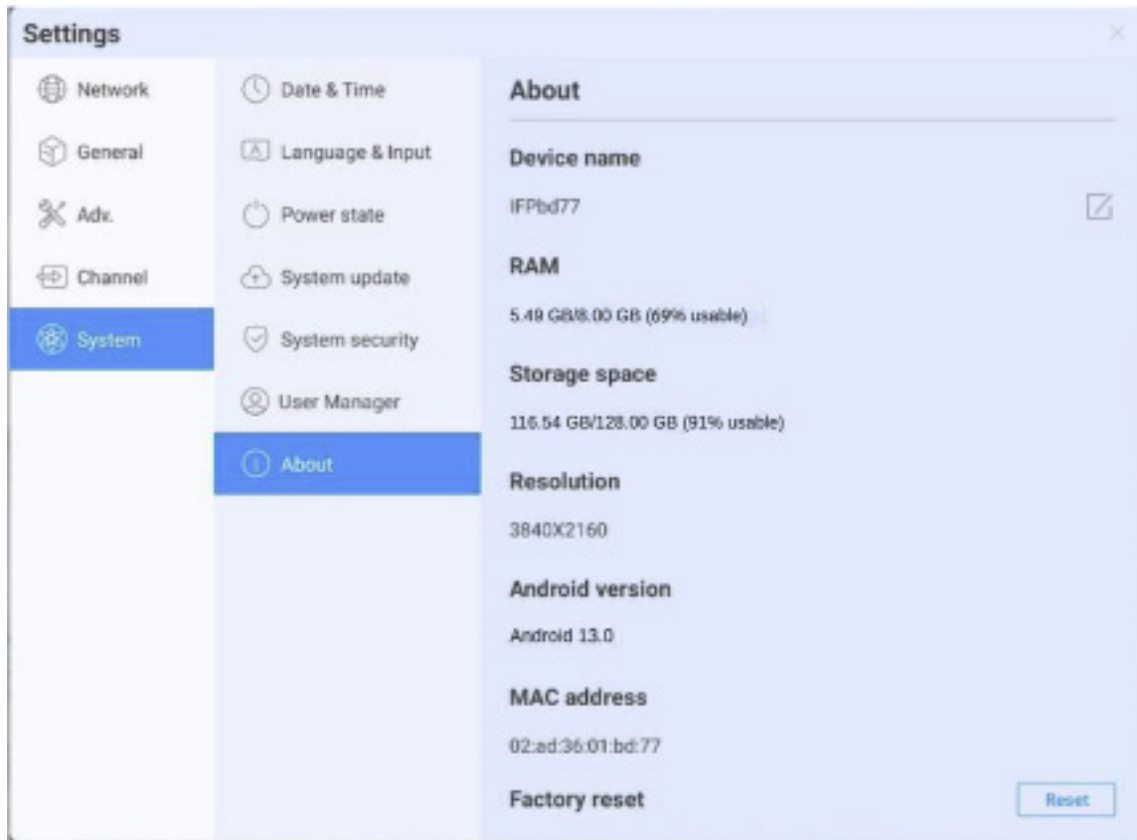 Settings
Network
General
Adv.
Channel
System
Date & Time
Language & Input
Power state
System update
System security
User Manager
About
About
Device name
IFPbd77
RAM
5.49 GB/8.00 GB (69% usable)
Storage space
116.54 GB/128.00 GB (91% usable)
Resolution
3840X2160
Android version
Android 13.0
MAC address
02:ad:36:01:bd:77
Factory reset
Reset